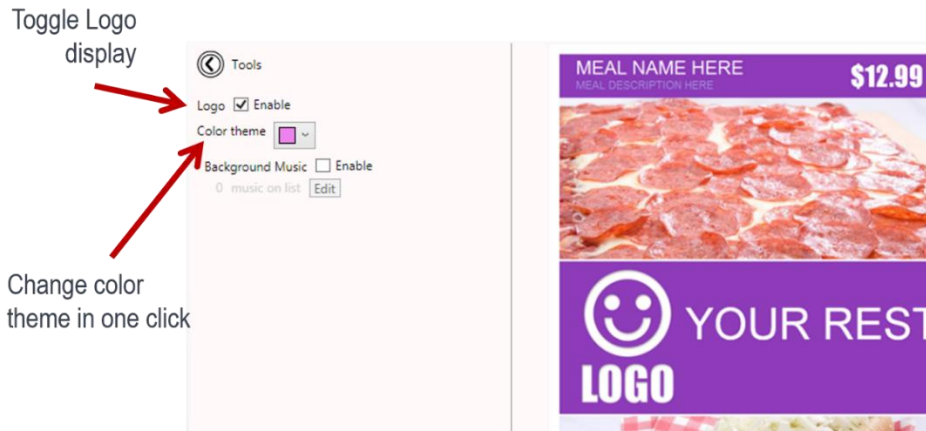 Toggle Logo
display
Tools
Logo Enable
Color theme
Background Music Enable
0 music on list Edit
Change color
theme in one click
MEAL NAME HERE
MEAL DESCRIPTION HERE
$12.99
YOUR REST
LOGO